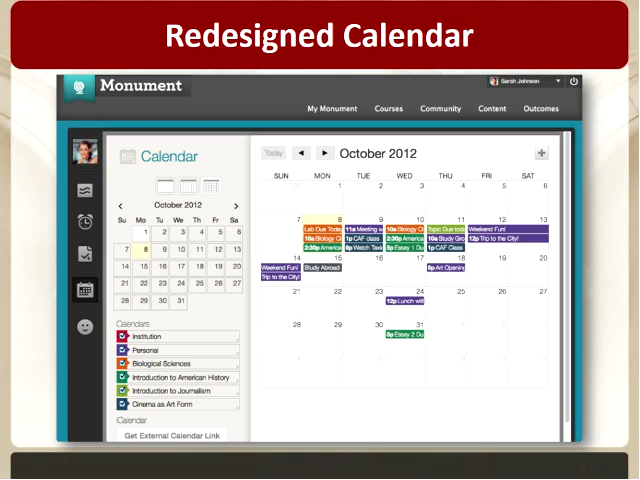 Redesigned Calendar
Monument
Sarah Johnson
My Monument Courses Community Content Outcomes
Calendar
October 2012
Su Mo Tu We Th Fr Sa
1 2 3 4 5 6
7 8 9 10 11 12 13
14 15 16 17 18 19 20
21 22 23 24 25 26 27
28 29 30 31
Calendars
Institution
Personal
Biological Sciences
Introduction to American History
Introduction to Journalism
Cinema as Art Form
iCalendar
Get External Calendar Link
Today October 2012
SUN MON TUE WED THU FRI SAT
1 2 3 4 5 6
7 8 9 10 11 12 13
Lab Due Today 11a Meeting w 10a Biology Cl Topic Due toda Weekend Fun!
10a Biology Cl 1p CAF class 2:30p America 10a Study Gro 12p Trip to the City!
2:30p America 8p Watch Taxi 5p Essay 1 Du 1p CAF class
14 15 16 17 18 19 20
Weekend Fun! Study Abroad 6p Art Opening
Trip to the City!
21 22 23 24 25 26 27
12p Lunch with
28 29 30 31
5p Essay 2 Du